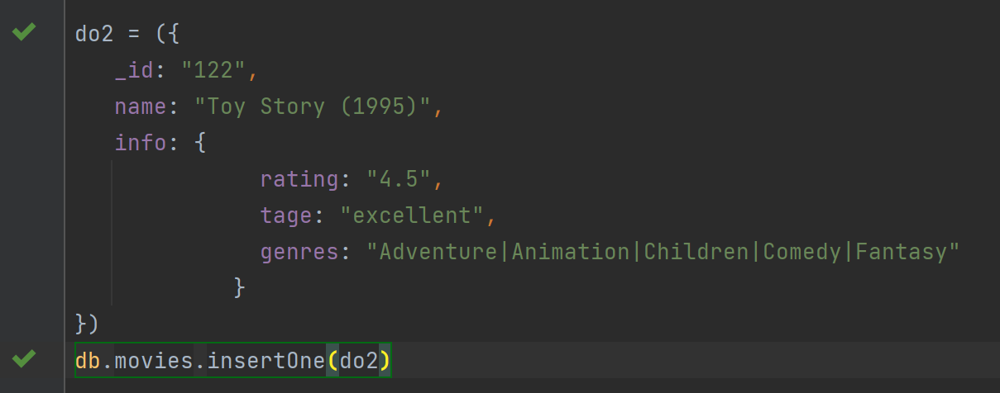 do2 = ({
_id: "122",
name: "Toy Story (1995)",
info: {
rating: "4.5",
tage: "excellent",
genres: "Adventure|Animation|Children|Comedy|Fantasy"
}
})
db.movies.insertOne(do2)